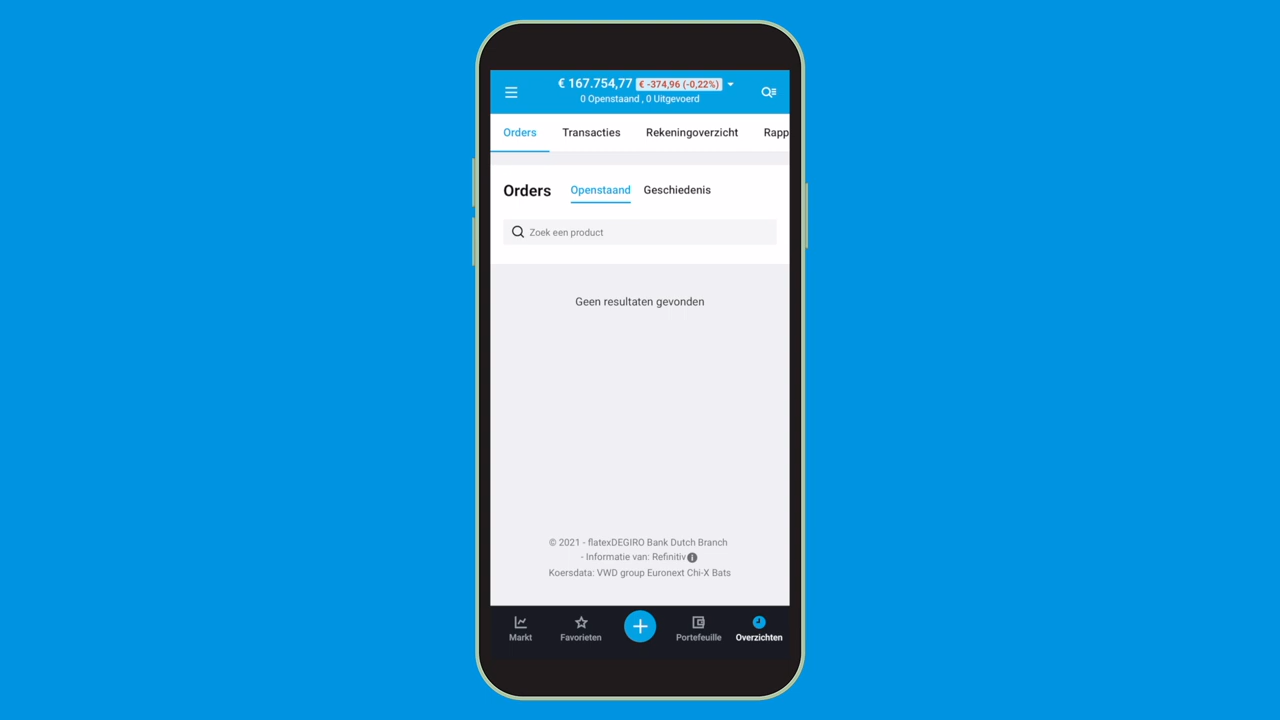 € 167.754,77 € -374,96 (-0,22%)
0 Openstaand , 0 Uitgevoerd
Orders Transacties Rekeningoverzicht Rapp
Orders Openstaand Geschiedenis
Zoek een product
Geen resultaten gevonden
© 2021 - flatexDEGIRO Bank Dutch Branch
- Informatie van: Refinitiv
Koersdata: VWD group Euronext Chi-X Bats
Markt Favorieten Portefeuille Overzichten